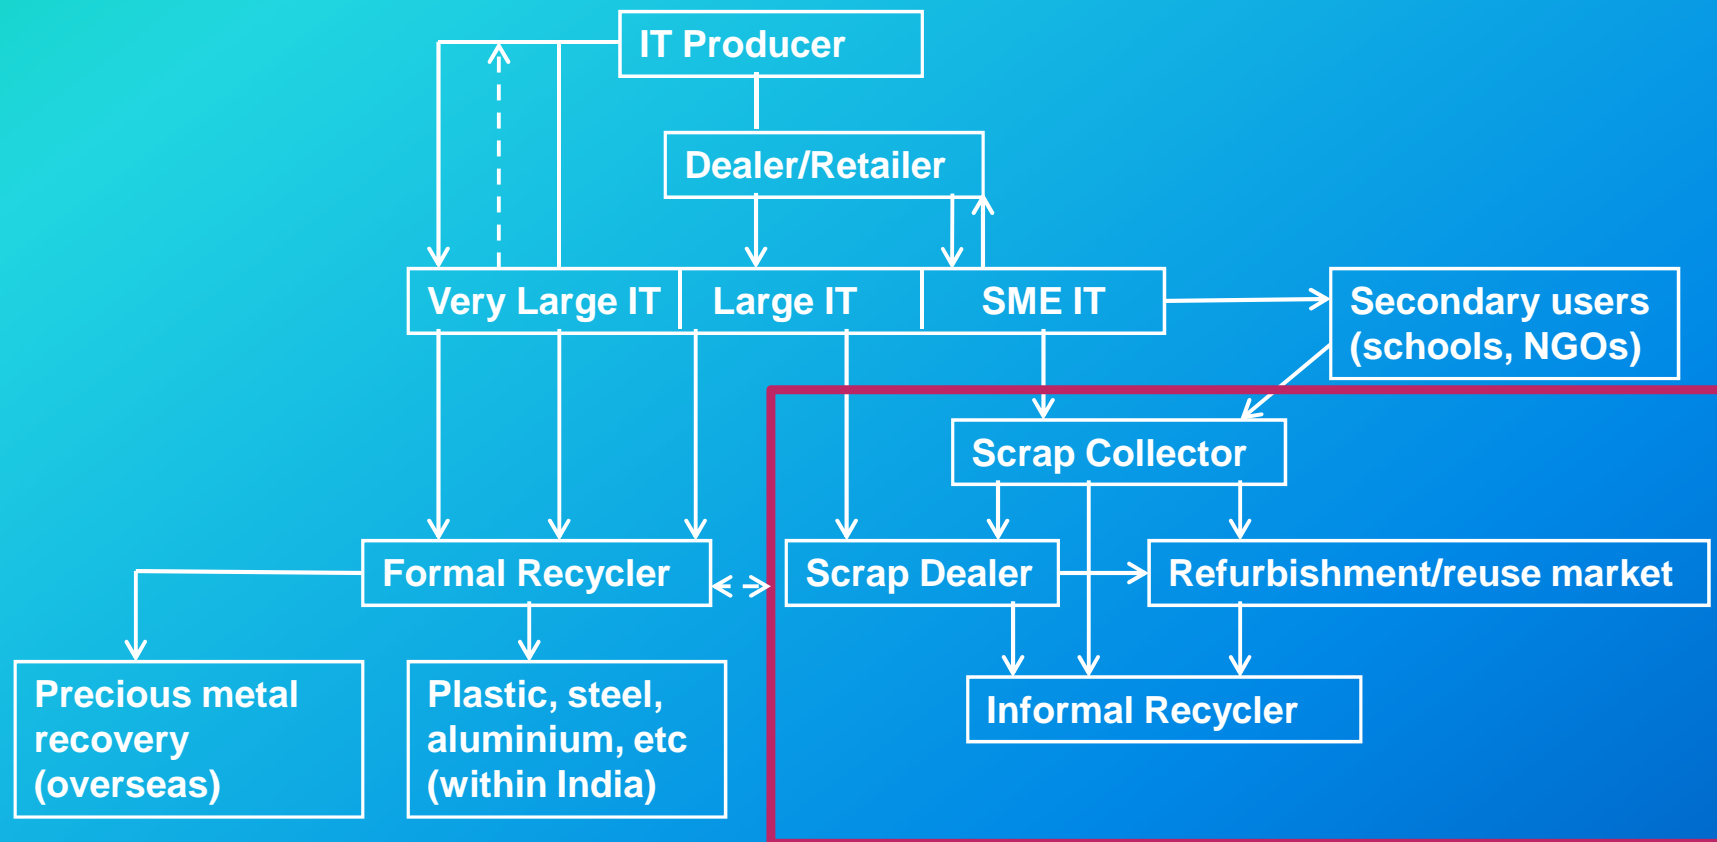 IT Producer
Dealer/Retailer
Very Large IT
Large IT
SME IT
Secondary users
(schools, NGOs)
Scrap Collector
Formal Recycler
Scrap Dealer
Refurbishment/reuse market
Precious metal
recovery
(overseas)
Plastic, steel,
aluminium, etc
(within India)
Informal Recycler